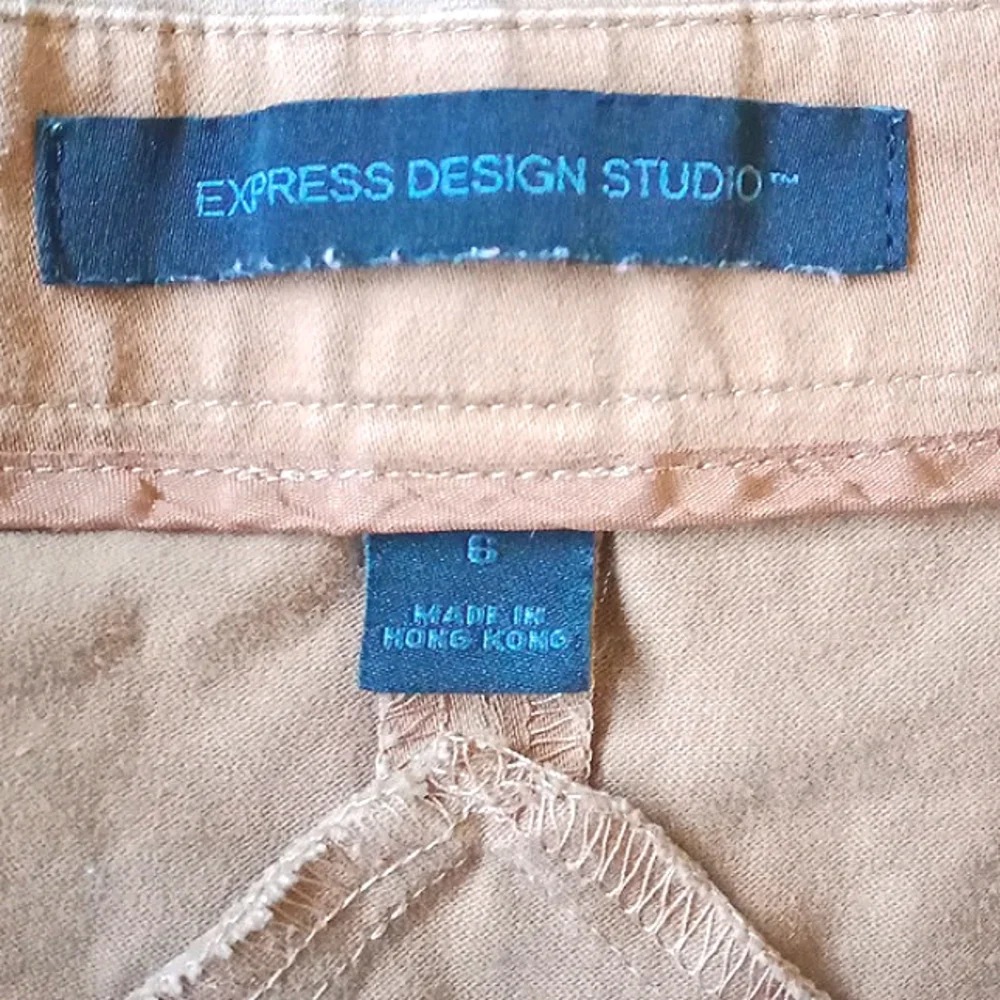 EXPRESS DESIGN STUDIO™
6
MADE IN
HONG KONG